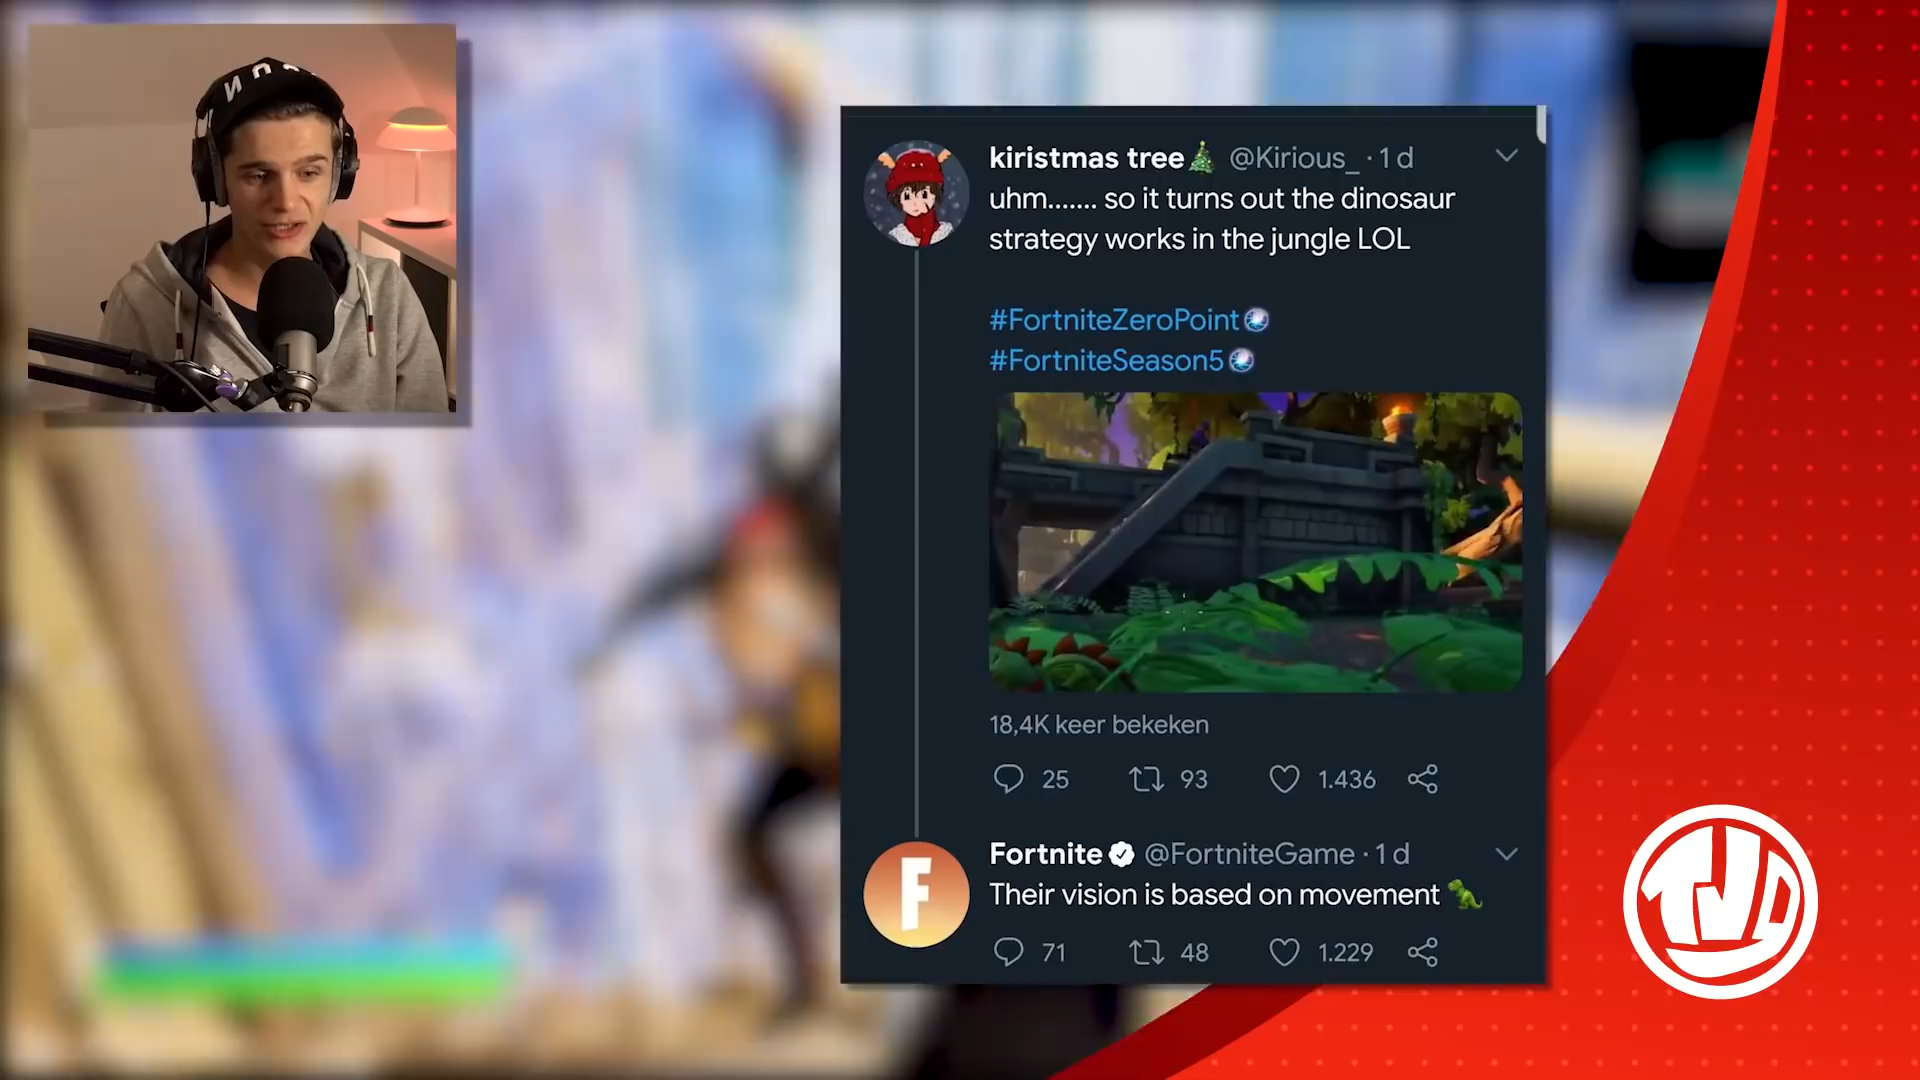 NOSU
kiristmas tree🎄 @Kirious_ · 1 d
uhm....... so it turns out the dinosaur
strategy works in the jungle LOL
#FortniteZeroPoint
#FortniteSeason5
18,4K keer bekeken
25 93 1.436
Fortnite @FortniteGame · 1 d
Their vision is based on movement 🦖
F
71 48 1.229
TJD